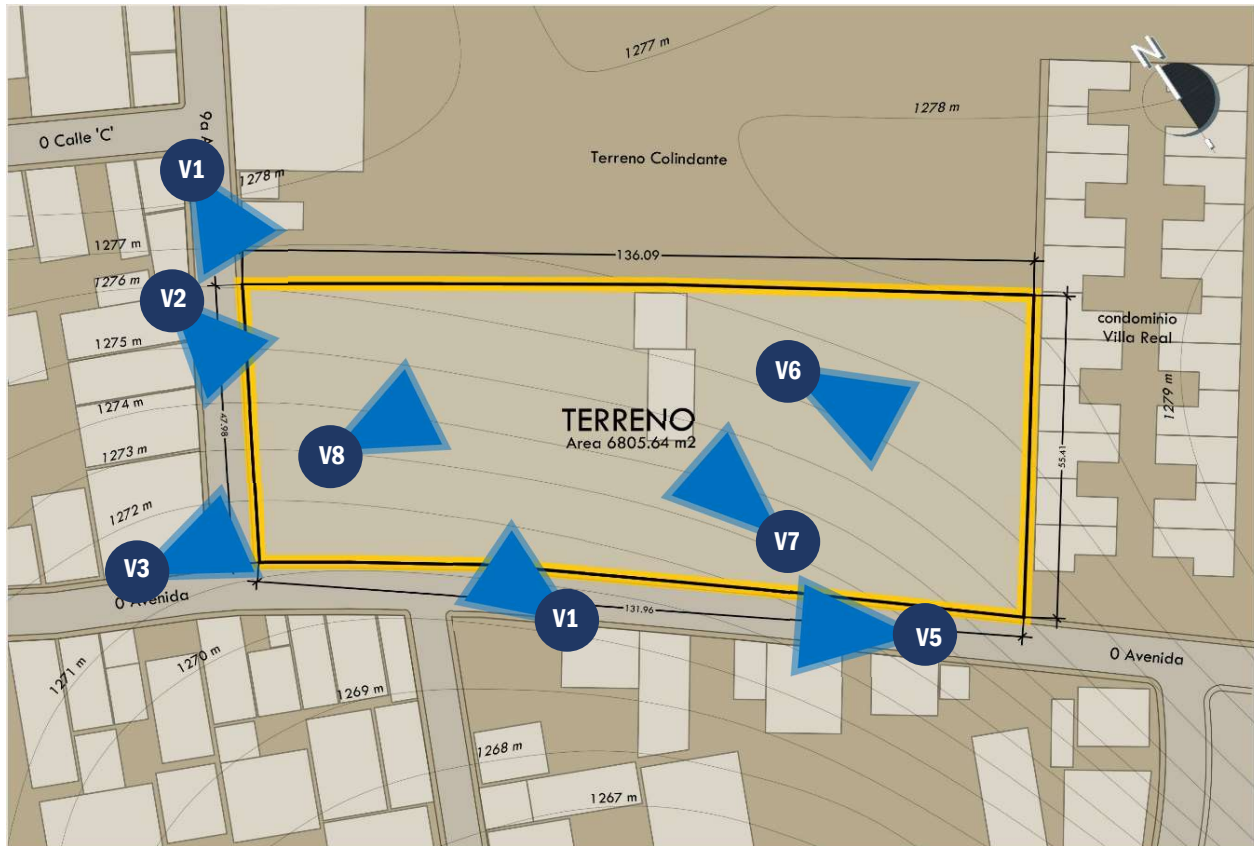 1277 m
N
1278 m
0 Calle 'C'
9a A
Terreno Colindante
V1
1278 m
1277 m
136.09
1276 m
V2
condominio
Villa Real
1275 m
V6
1279 m
1274 m
47.98
TERRENO
Area 6805.64 m2
V8
1273 m
55.41
1272 m
V7
V3
0 Avenida
V1
131.96
V5
0 Avenida
1271 m
1270 m
1269 m
1268 m
1267 m